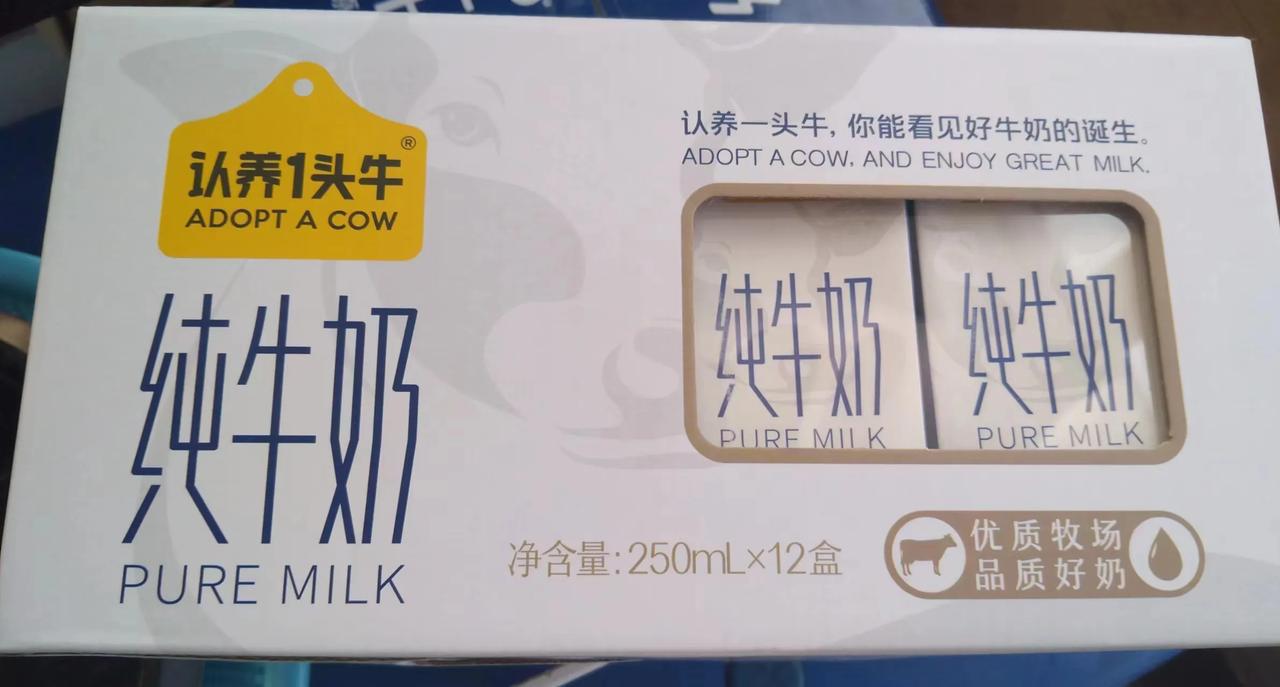 认养1头牛®
ADOPT A COW
纯牛奶
PURE MILK
认养一头牛, 你能看见好牛奶的诞生。
ADOPT A COW, AND ENJOY GREAT MILK.
纯牛奶
PURE MILK
纯牛奶
PURE MILK
净含量:250mL×12盒
优质牧场
品质好奶